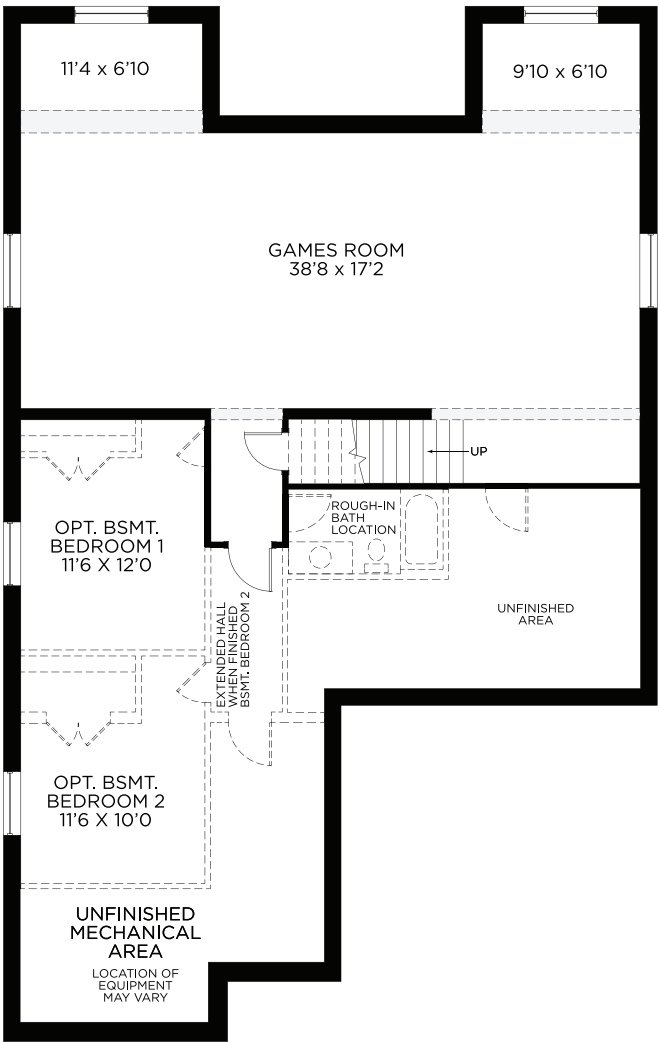 11'4 x 6'10
9'10 x 6'10
GAMES ROOM
38'8 x 17'2
UP
ROUGH-IN
BATH
LOCATION
OPT. BSMT.
BEDROOM 1
11'6 X 12'0
UNFINISHED
AREA
EXTENDED HALL
WHEN FINISHED
BSMT. BEDROOM 2
OPT. BSMT.
BEDROOM 2
11'6 X 10'0
UNFINISHED
MECHANICAL
AREA
LOCATION OF
EQUIPMENT
MAY VARY